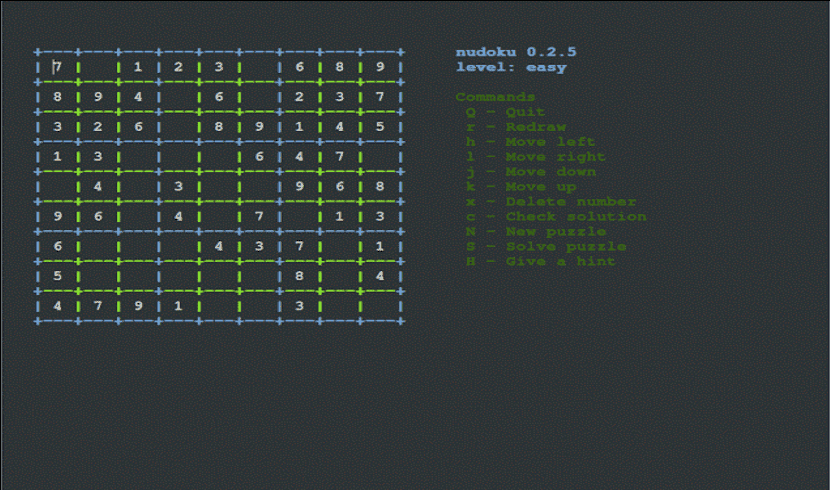 nudoku 0.2.5
level: easy
7 1 2 3 6 8 9
8 9 4 6 2 3 7
3 2 6 8 9 1 4 5
1 3 6 4 7
4 3 9 6 8
9 6 4 7 1 3
6 4 3 7 1
5 8 4
4 7 9 1 3
Commands
Q - Quit
r - Redraw
h - Move left
l - Move right
j - Move down
k - Move up
x - Delete number
c - Check solution
N - New puzzle
S - Solve puzzle
H - Give a hint